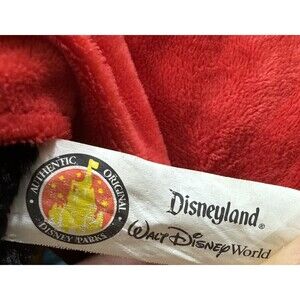 AUTHENTIC ORIGINAL
DISNEY PARKS
Disneyland®
WALT DISNEY World